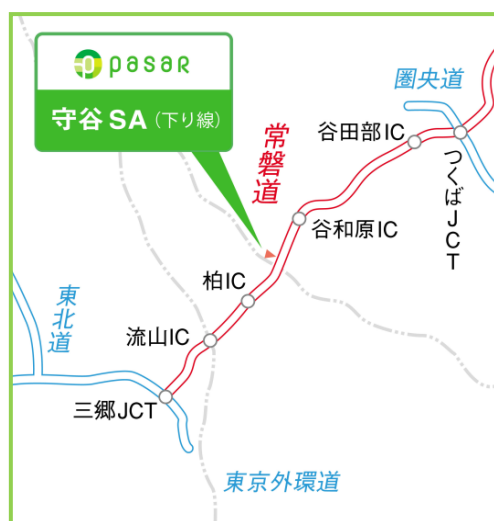 pasar
守谷SA（下り線）
圏央道
谷田部IC
つくばJCT
常磐道
谷和原IC
柏IC
東北道
流山IC
三郷JCT
東京外環道